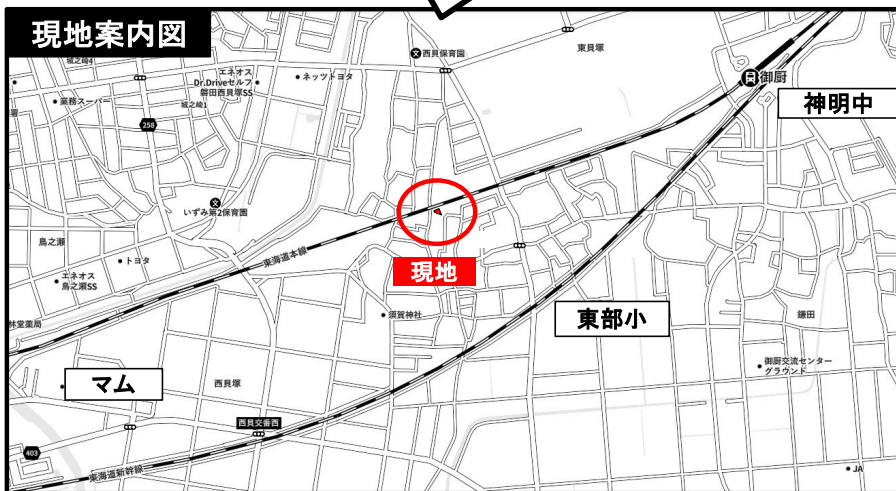 現地案内図
城之崎4
エネオス
Dr.Driveセルフ
磐田西貝塚SS
ネッツトヨタ
西貝保育園
東貝塚
御厨
神明中
業務スーパー
城之崎1
258
いずみ第2保育園
鳥之瀬
トヨタ
エネオス
鳥之瀬SS
東海道本線
現地
須賀神社
東部小
鎌田
林堂薬局
マム
西貝塚
御厨交流センター
グラウンド
西貝交番西
403
東海道新幹線
JA